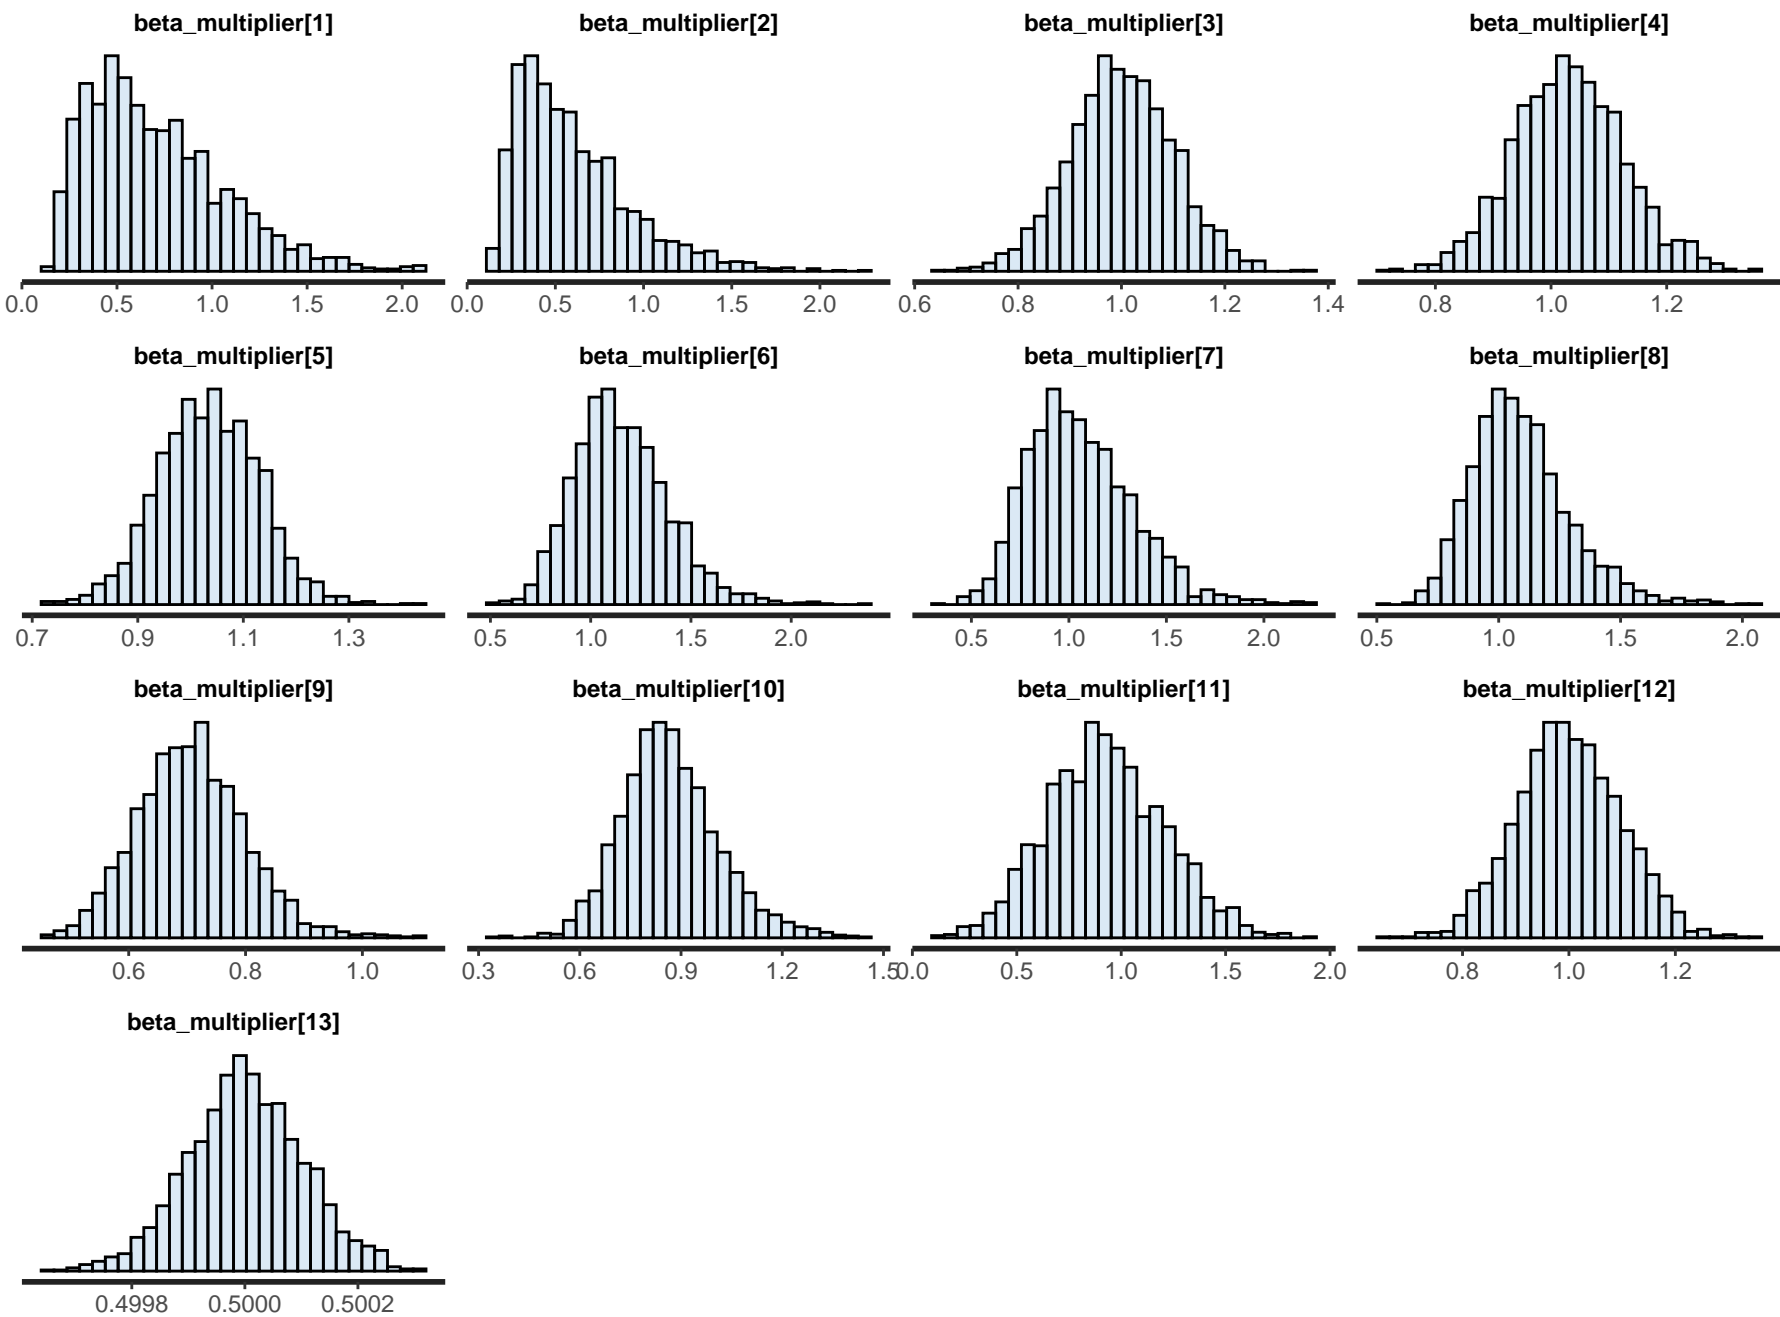 beta_multiplier[1] beta_multiplier[2] beta_multiplier[3] beta_multiplier[4]
0.0 0.5 1.0 1.5 2.0 0.0 0.5 1.0 1.5 2.0 0.6 0.8 1.0 1.2 1.4 0.8 1.0 1.2
beta_multiplier[5] beta_multiplier[6] beta_multiplier[7] beta_multiplier[8]
0.7 0.9 1.1 1.3 0.5 1.0 1.5 2.0 0.5 1.0 1.5 2.0 0.5 1.0 1.5 2.0
beta_multiplier[9] beta_multiplier[10] beta_multiplier[11] beta_multiplier[12]
0.6 0.8 1.0 0.3 0.6 0.9 1.2 1.5 0.0 0.5 1.0 1.5 2.0 0.8 1.0 1.2
beta_multiplier[13]
0.4998 0.5000 0.5002